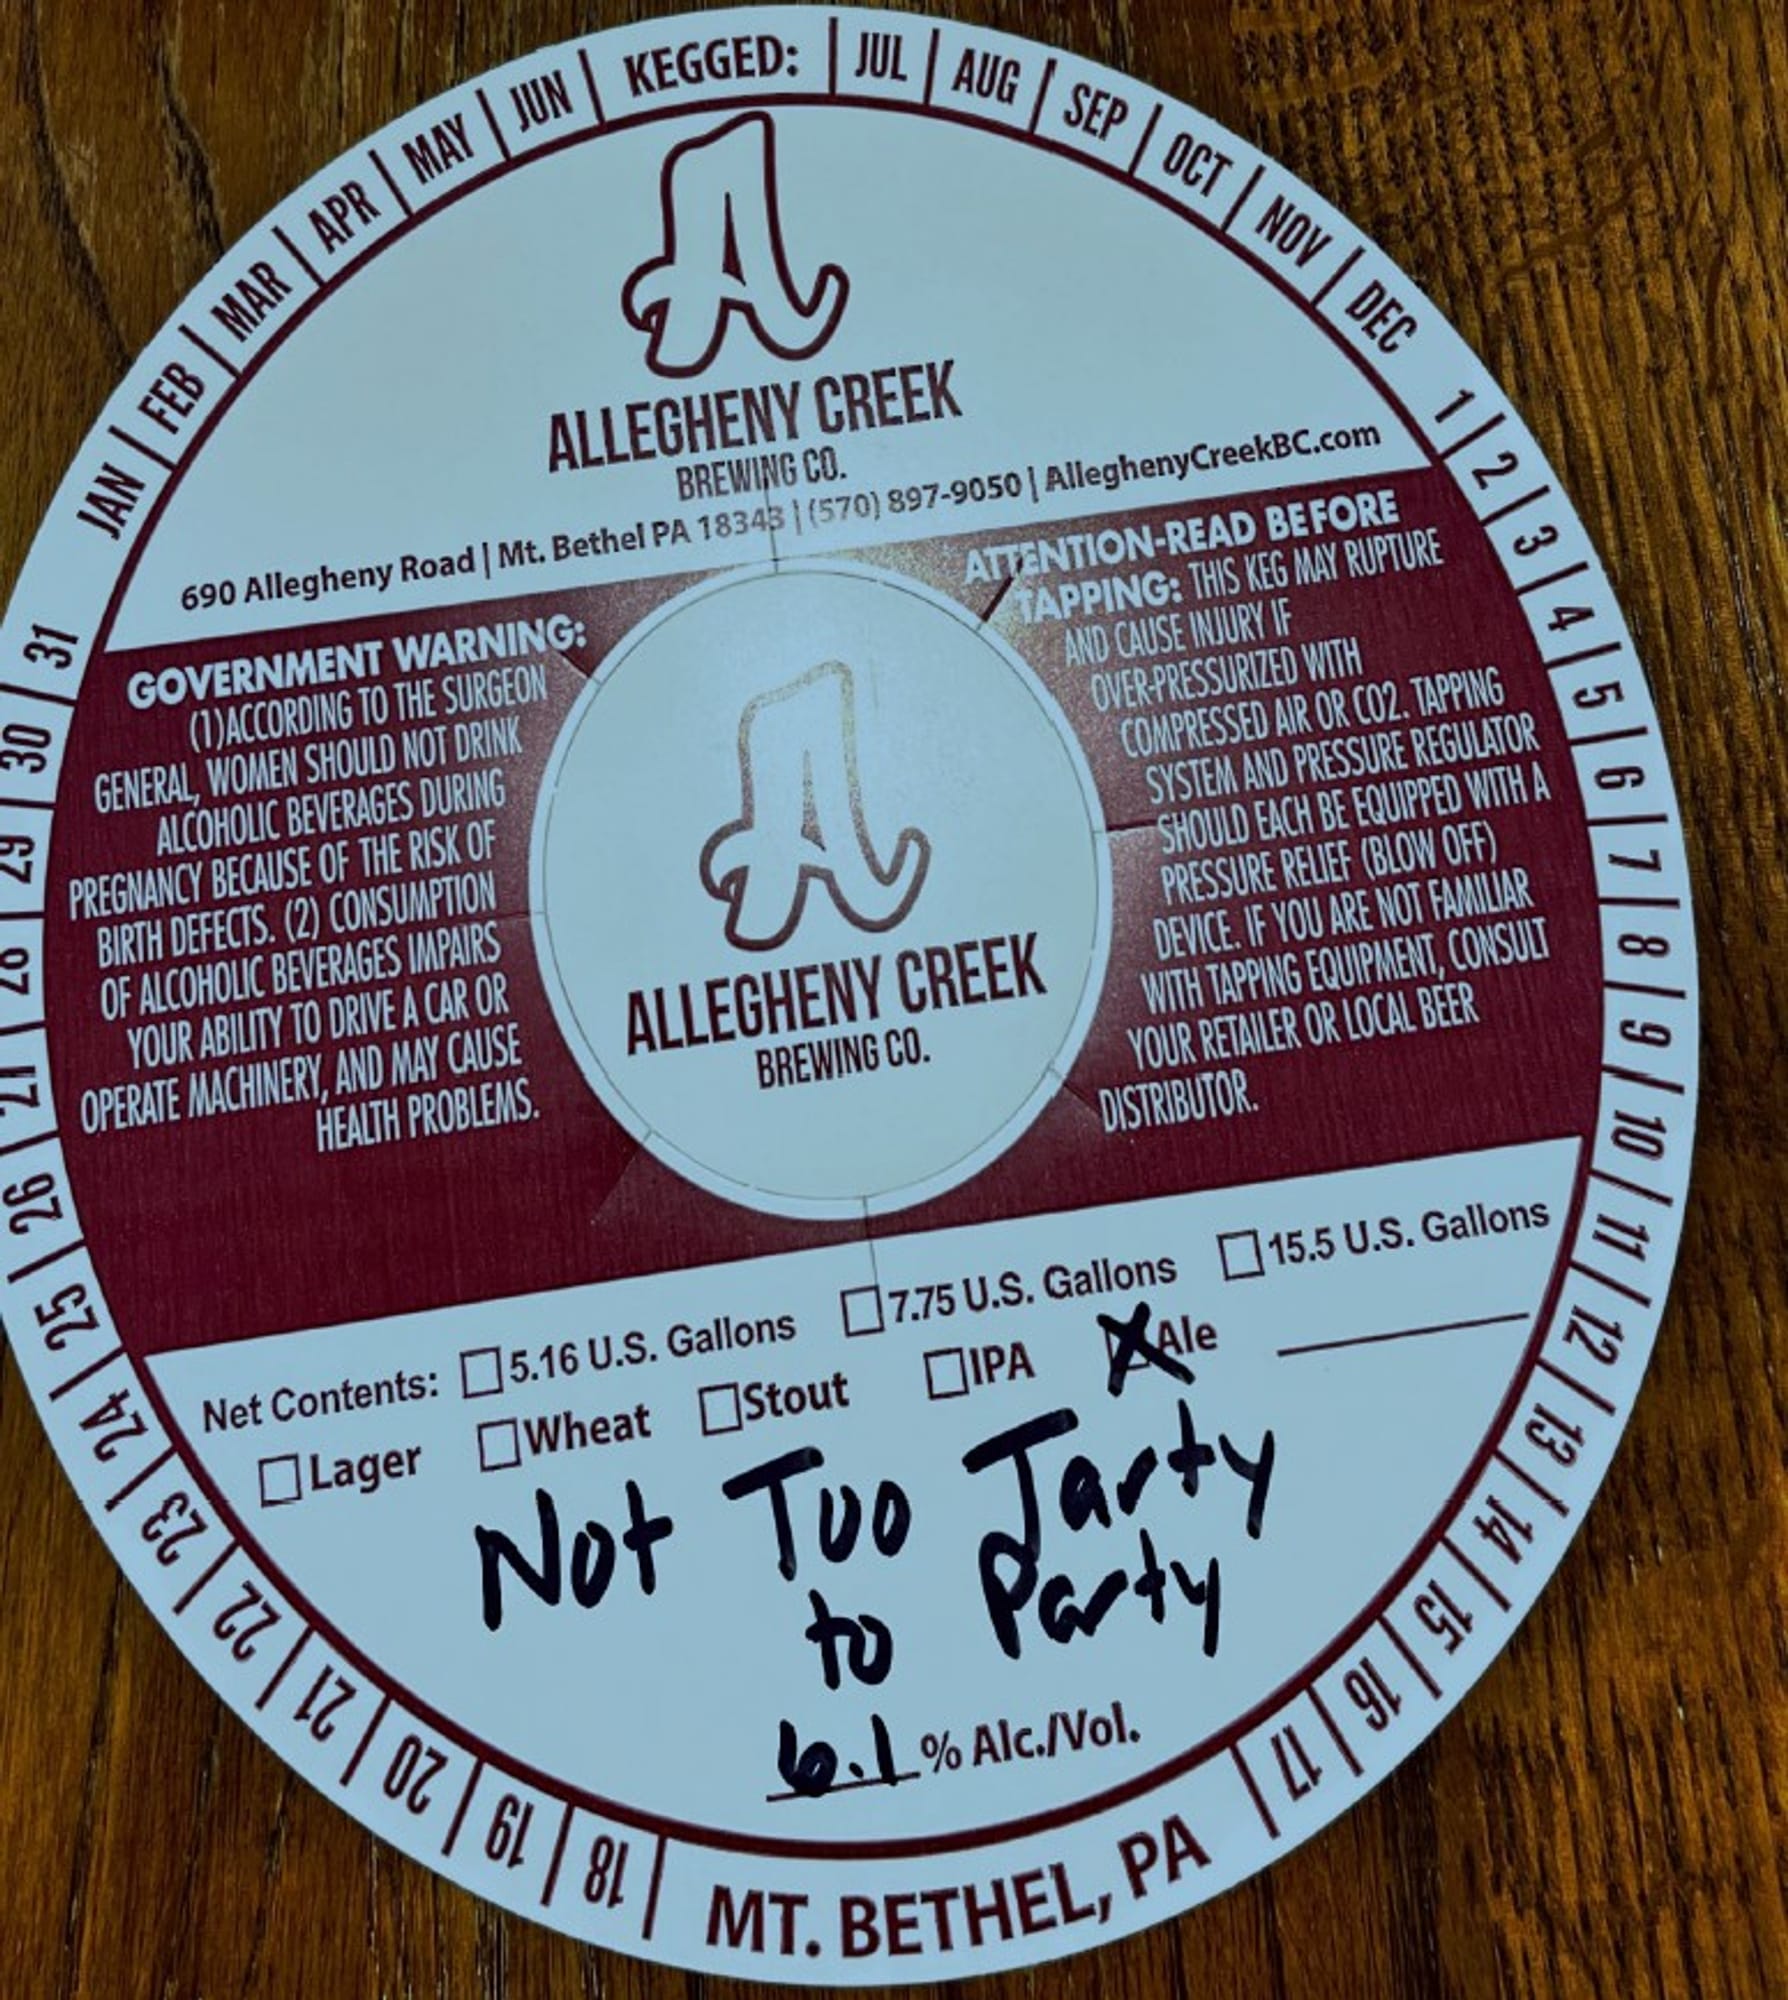 KEGGED:
JAN | FEB | MAR | APR | MAY | JUN
JUL | AUG | SEP | OCT | NOV | DEC
1 | 2 | 3 | 4 | 5 | 6 | 7 | 8 | 9 | 10 | 11 | 12 | 13 | 14 | 15 | 16 | 17
18 | 19 | 20 | 21 | 22 | 23 | 24 | 25 | 26 | 27 | 28 | 29 | 30 | 31
A
ALLEGHENY CREEK
BREWING CO.
690 Allegheny Road | Mt. Bethel PA 18343 | (570) 897-9050 | AlleghenyCreekBC.com
GOVERNMENT WARNING:
(1)ACCORDING TO THE SURGEON
GENERAL, WOMEN SHOULD NOT DRINK
ALCOHOLIC BEVERAGES DURING
PREGNANCY BECAUSE OF THE RISK OF
BIRTH DEFECTS. (2) CONSUMPTION
OF ALCOHOLIC BEVERAGES IMPAIRS
YOUR ABILITY TO DRIVE A CAR OR
OPERATE MACHINERY, AND MAY CAUSE
HEALTH PROBLEMS.
A
ALLEGHENY CREEK
BREWING CO.
ATTENTION-READ BEFORE
TAPPING: THIS KEG MAY RUPTURE
AND CAUSE INJURY IF
OVER-PRESSURIZED WITH
COMPRESSED AIR OR CO2. TAPPING
SYSTEM AND PRESSURE REGULATOR
SHOULD EACH BE EQUIPPED WITH A
PRESSURE RELIEF (BLOW OFF)
DEVICE. IF YOU ARE NOT FAMILIAR
WITH TAPPING EQUIPMENT, CONSULT
YOUR RETAILER OR LOCAL BEER
DISTRIBUTOR.
Net Contents: 5.16 U.S. Gallons 7.75 U.S. Gallons 15.5 U.S. Gallons
Lager Wheat Stout IPA Ale
Not Too Tarty
to Party
6.1 % Alc./Vol.
MT. BETHEL, PA